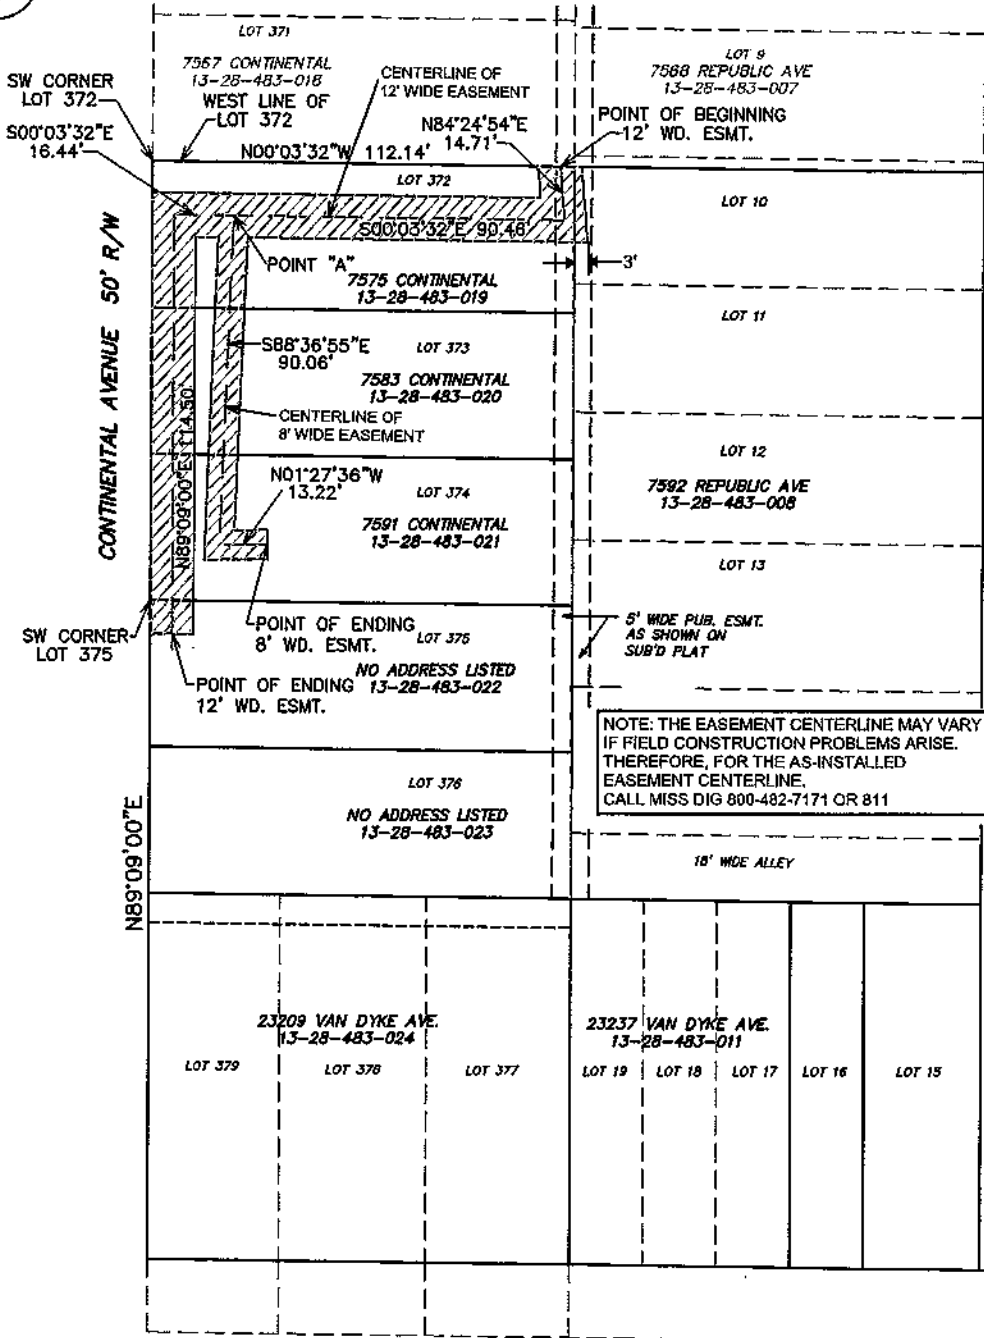 LOT 371
7567 CONTINENTAL
13-28-483-018
LOT 9
7568 REPUBLIC AVE
13-28-483-007
SW CORNER
LOT 372
WEST LINE OF
LOT 372
CENTERLINE OF
12' WIDE EASEMENT
POINT OF BEGINNING
12' WD. ESMT.
S00°03'32"E
16.44'
N84°24'54"E
14.71'
N00°03'32"W 112.14'
LOT 372
LOT 10
S00°03'32"E 90.46'
POINT "A"
3'
7575 CONTINENTAL
13-28-483-019
CONTINENTAL AVENUE 50' R/W
LOT 11
S88°36'55"E
90.06'
LOT 373
7583 CONTINENTAL
13-28-483-020
CENTERLINE OF
8' WIDE EASEMENT
N89°09'00"E 114.50'
LOT 12
7592 REPUBLIC AVE
13-28-483-008
N01°27'36"W
13.22'
LOT 374
7591 CONTINENTAL
13-28-483-021
LOT 13
SW CORNER
LOT 375
POINT OF ENDING
8' WD. ESMT.
LOT 375
5' WIDE PUB. ESMT.
AS SHOWN ON
SUB'D PLAT
NO ADDRESS LISTED
13-28-483-022
POINT OF ENDING
12' WD. ESMT.
NOTE: THE EASEMENT CENTERLINE MAY VARY
IF FIELD CONSTRUCTION PROBLEMS ARISE.
THEREFORE, FOR THE AS-INSTALLED
EASEMENT CENTERLINE,
CALL MISS DIG 800-482-7171 OR 811
LOT 376
NO ADDRESS LISTED
13-28-483-023
N89°09'00"E
18' WIDE ALLEY
23209 VAN DYKE AVE.
13-28-483-024
23237 VAN DYKE AVE.
13-28-483-011
LOT 379
LOT 378
LOT 377
LOT 19
LOT 18
LOT 17
LOT 16
LOT 15